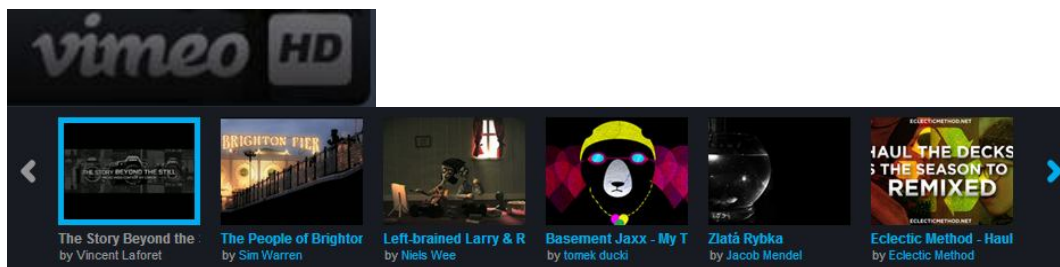 vimeo HD
THE STORY BEYOND THE STILL
BRIGHTON PIER
ECLECTICMETHOD.NET
HAUL THE DECKS
S THE SEASON TO
REMIXED
ECLECTICMETHOD.NET
The Story Beyond the
The People of Brighton
Left-brained Larry & R
Basement Jaxx - My T
Zlatá Rybka
Eclectic Method - Haul
by Vincent Laforet
by Sim Warren
by Niels Wee
by tomek ducki
by Jacob Mendel
by Eclectic Method